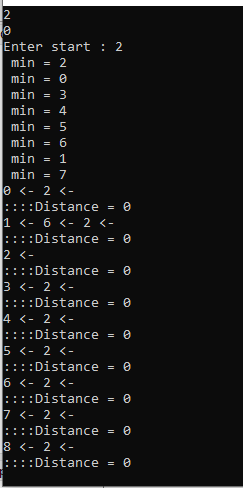 2
0
Enter start : 2
min = 2
min = 0
min = 3
min = 4
min = 5
min = 6
min = 1
min = 7
0 <- 2 <-
::::Distance = 0
1 <- 6 <- 2 <-
::::Distance = 0
2 <-
::::Distance = 0
3 <- 2 <-
::::Distance = 0
4 <- 2 <-
::::Distance = 0
5 <- 2 <-
::::Distance = 0
6 <- 2 <-
::::Distance = 0
7 <- 2 <-
::::Distance = 0
8 <- 2 <-
::::Distance = 0